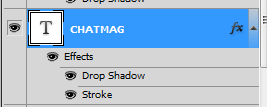 Drop Shadow
T CHATMAG fx
Effects
Drop Shadow
Stroke